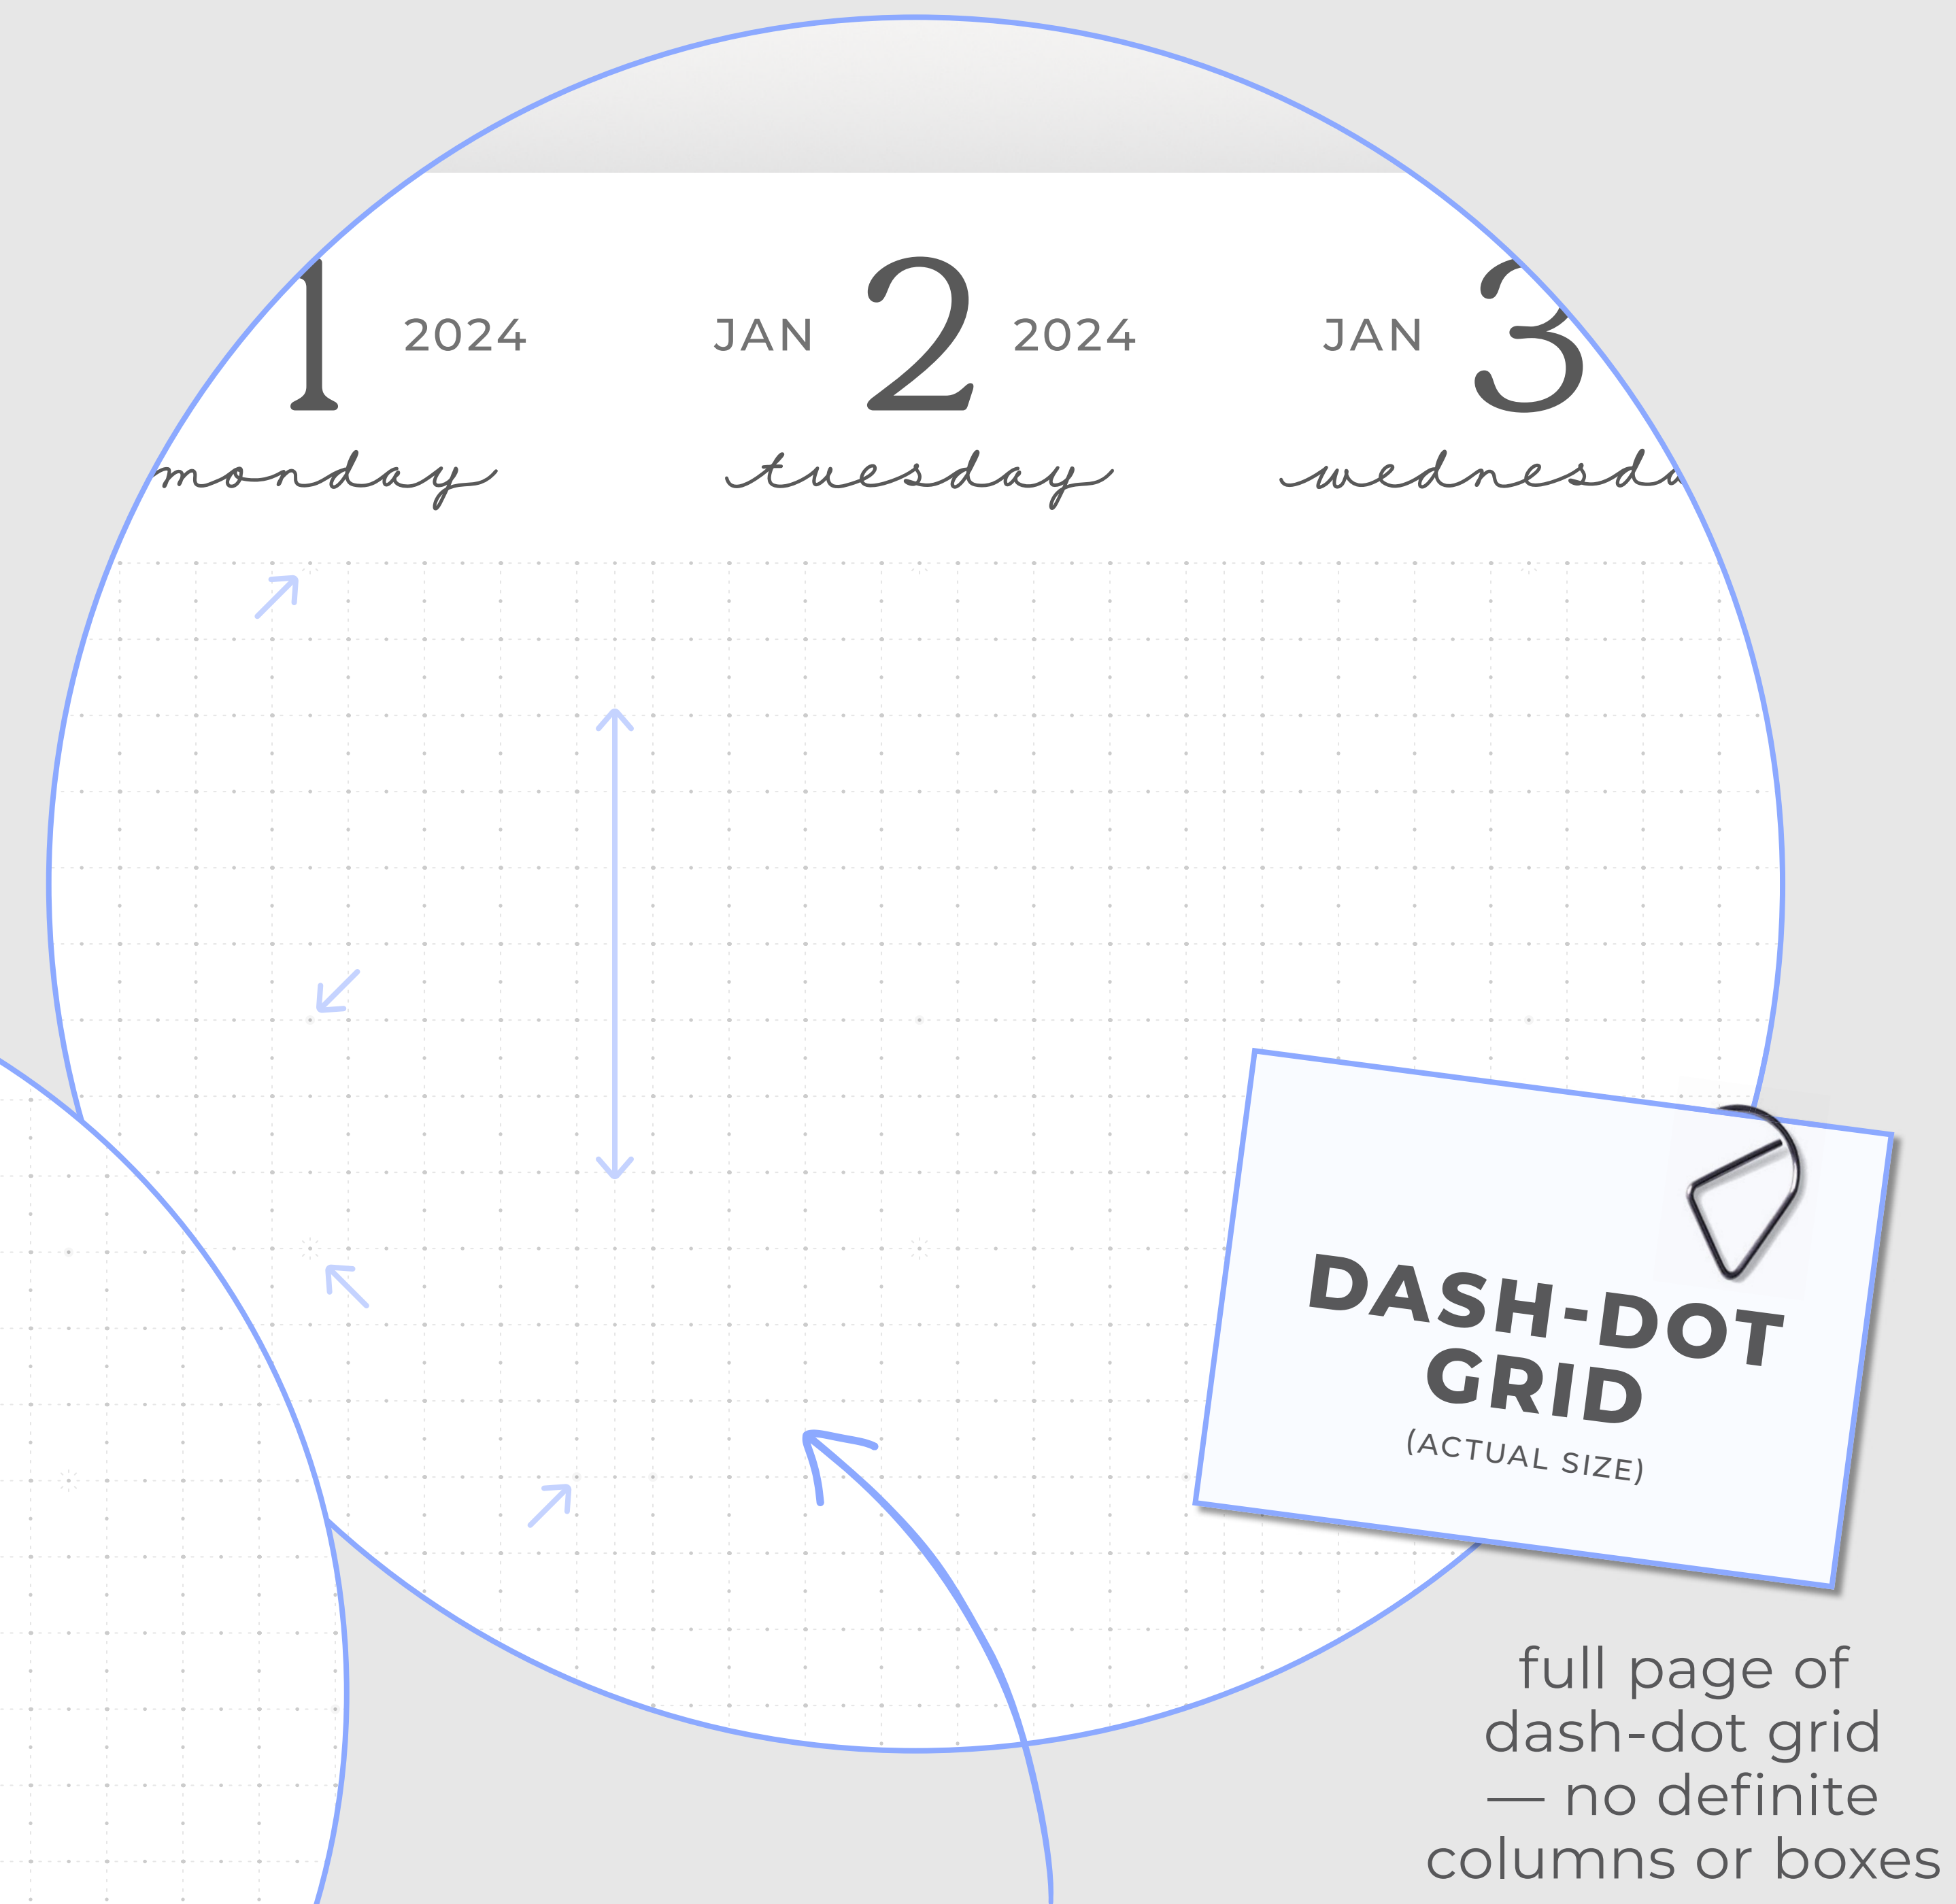 1 2024 JAN 2 2024 JAN 3
monday tuesday wednesda
DASH-DOT
GRID
(ACTUAL SIZE)
full page of
dash-dot grid
— no definite
columns or boxes